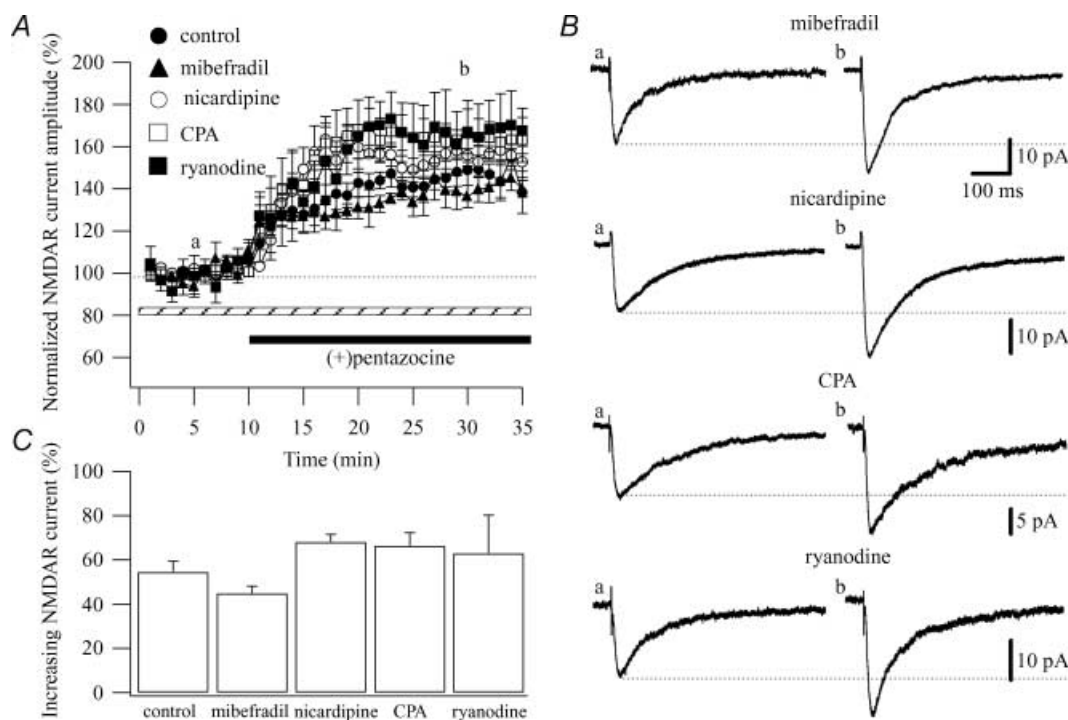 A
Normalized NMDAR current amplitude (%)
200
180
160
140
120
100
80
60
control
mibefradil
nicardipine
CPA
ryanodine
a
b
(+)pentazocine
0 5 10 15 20 25 30 35
Time (min)
B
mibefradil
a b
10 pA
100 ms
nicardipine
a b
10 pA
CPA
a b
5 pA
ryanodine
a b
10 pA
C
Increasing NMDAR current (%)
100
80
60
40
20
0
control mibefradil nicardipine CPA ryanodine